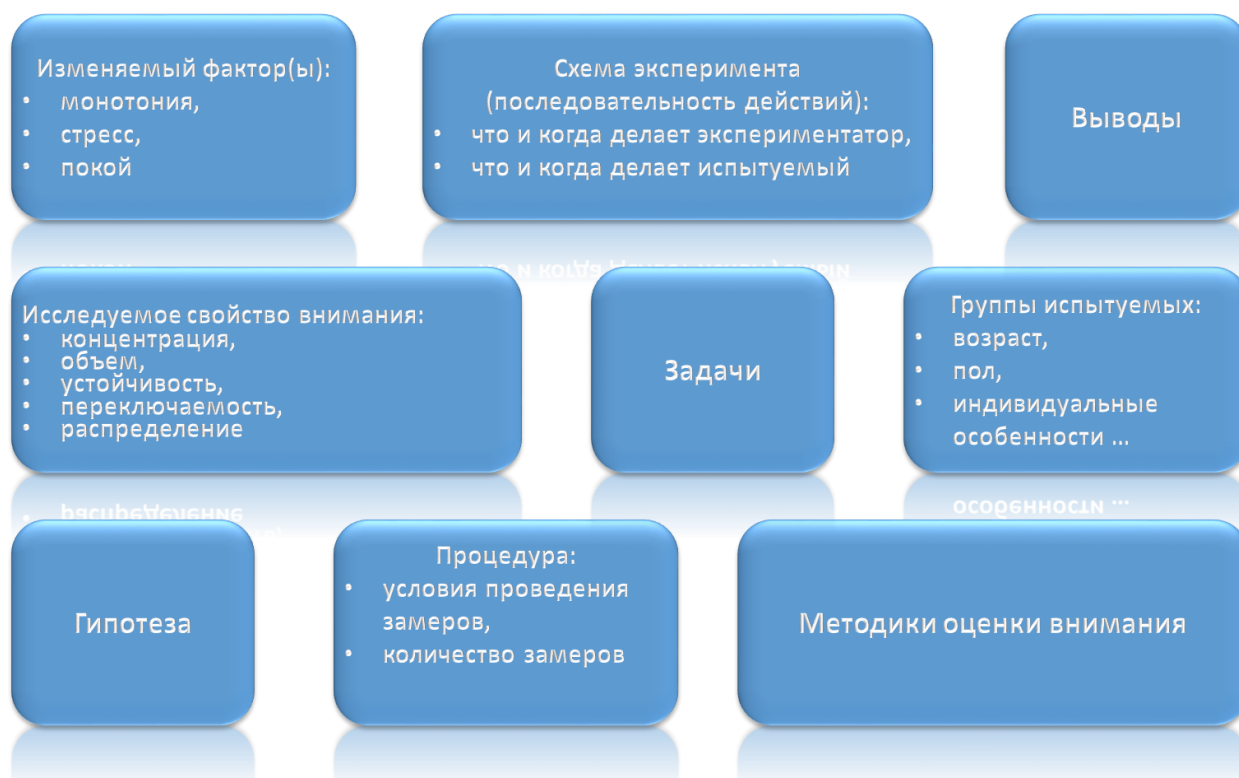 Изменяемый фактор(ы):
• монотония,
• стресс,
• покой
Схема эксперимента
(последовательность действий):
• что и когда делает экспериментатор,
• что и когда делает испытуемый
Выводы
Исследуемое свойство внимания:
• концентрация,
• объем,
• устойчивость,
• переключаемость,
• распределение
Задачи
Группы испытуемых:
• возраст,
• пол,
• индивидуальные
особенности ...
Гипотеза
Процедура:
• условия проведения
замеров,
• количество замеров
Методики оценки внимания